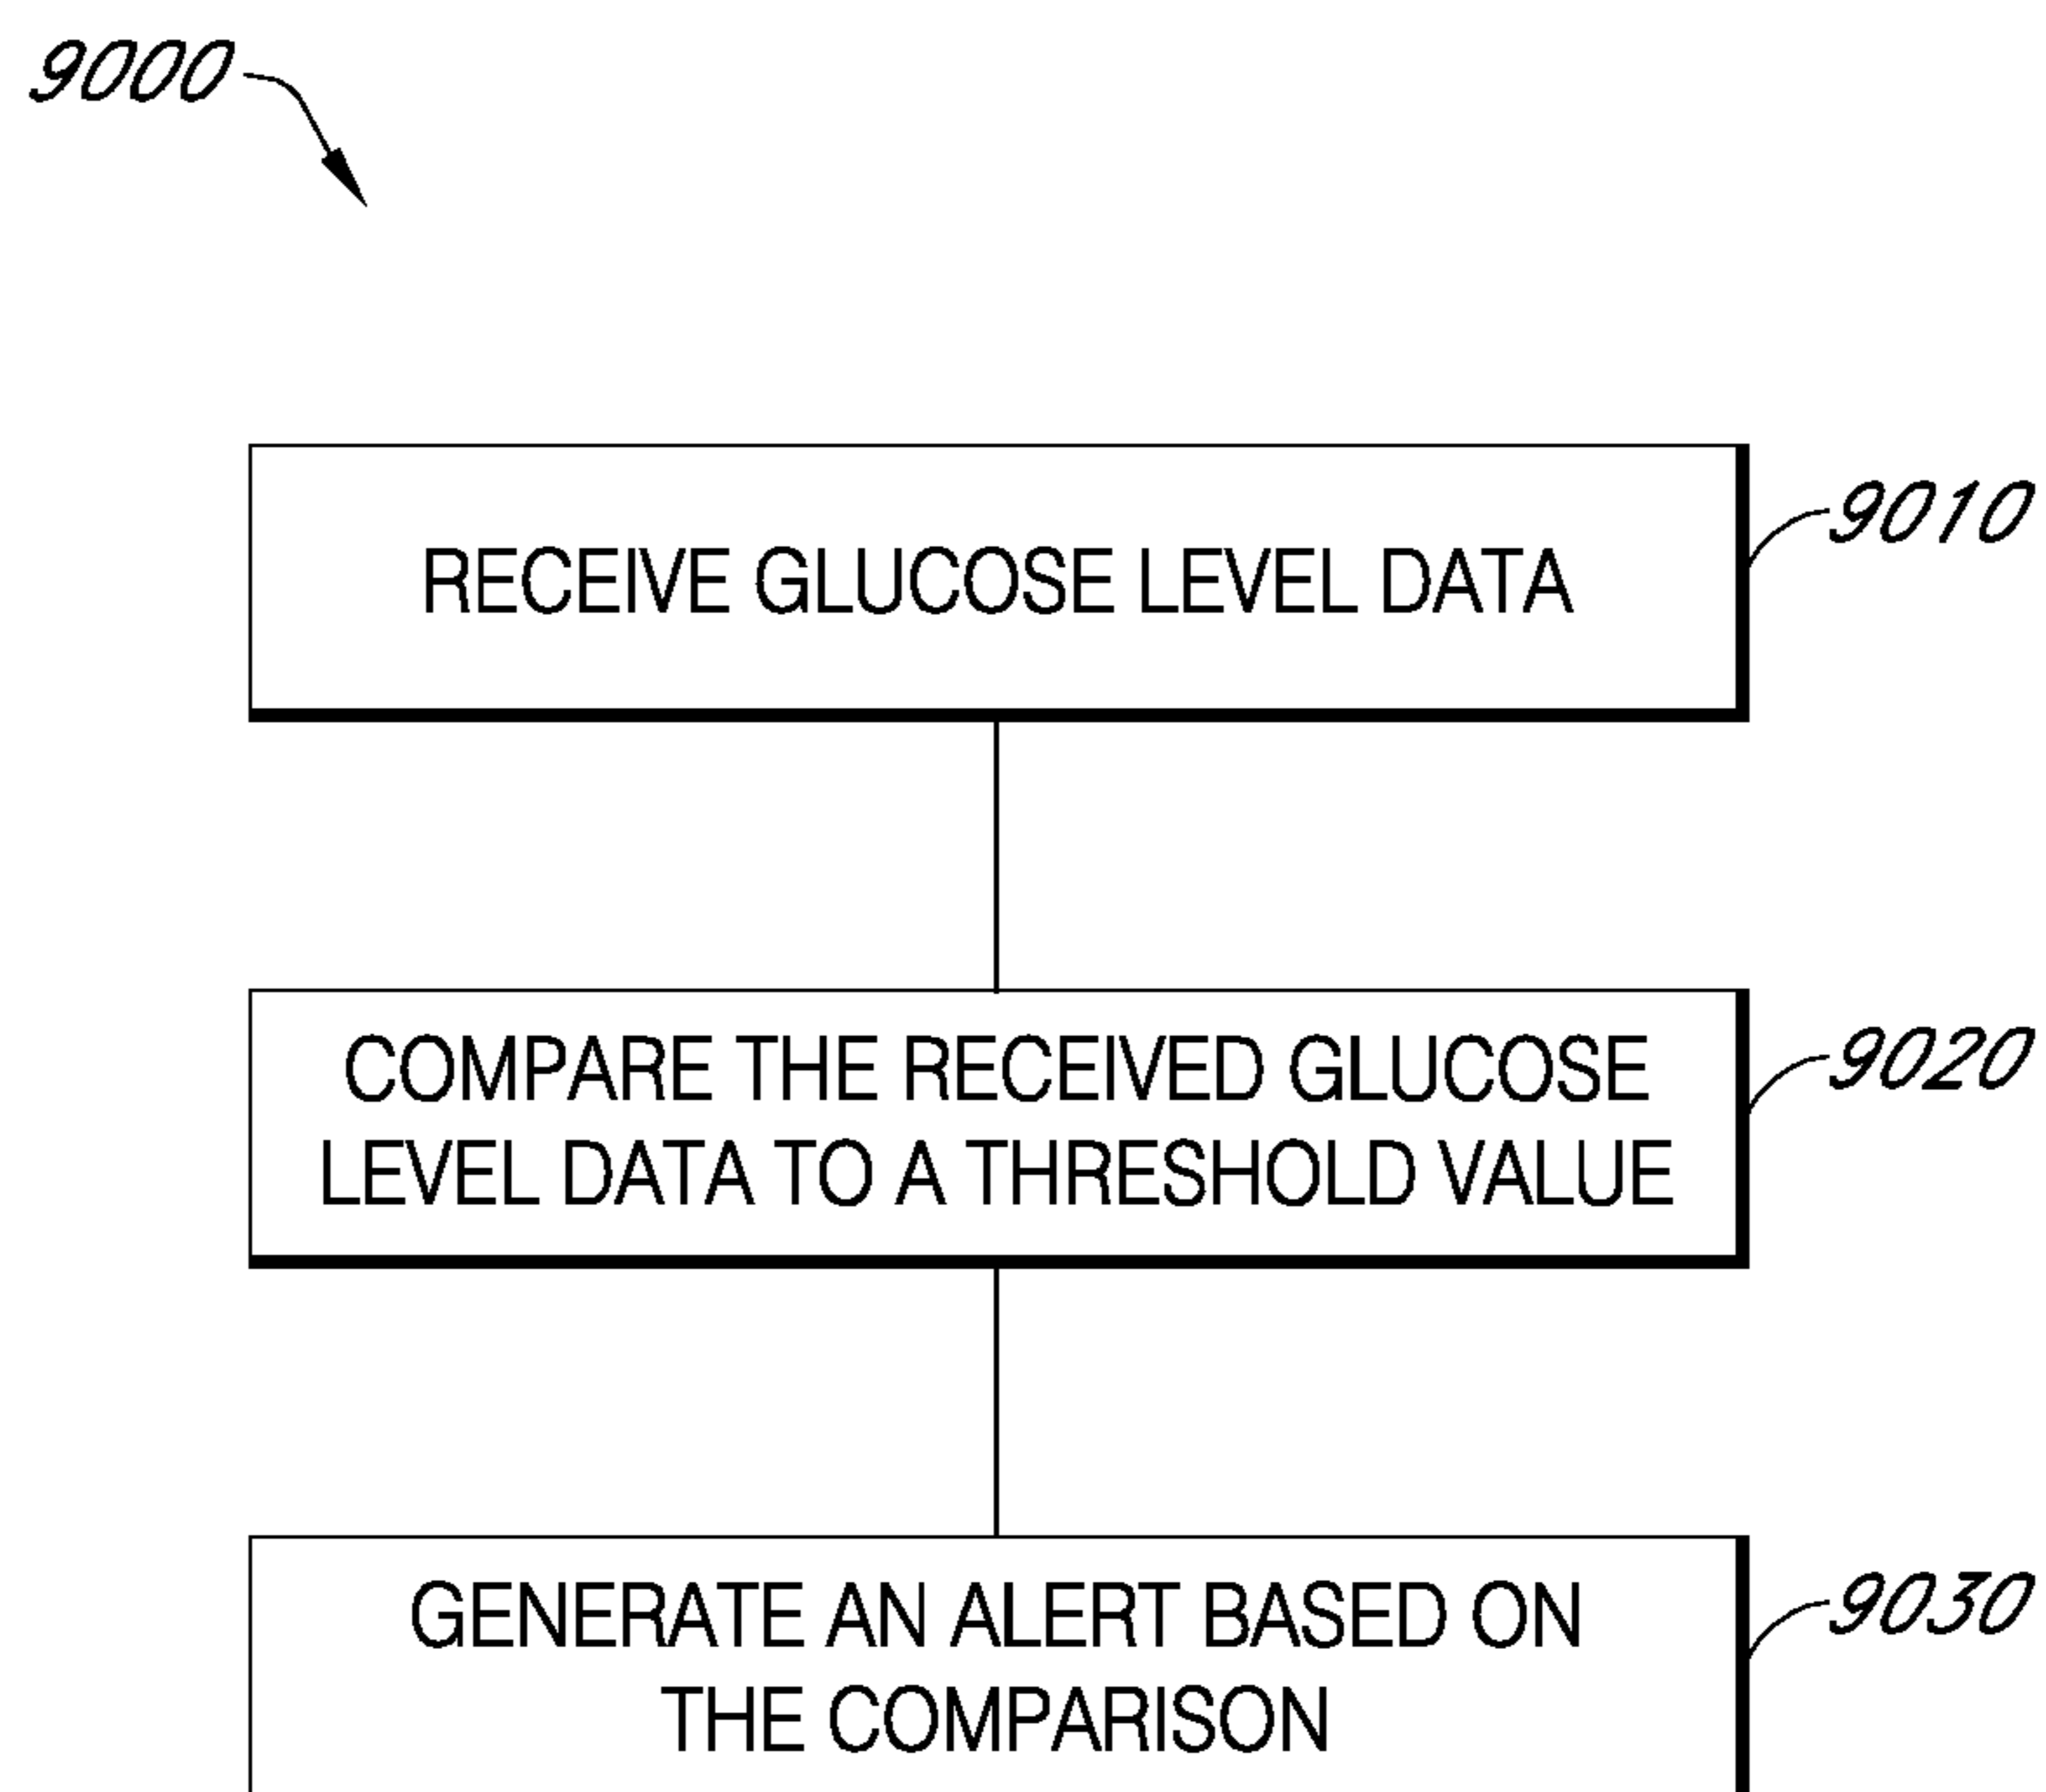 9000
RECEIVE GLUCOSE LEVEL DATA
9010
COMPARE THE RECEIVED GLUCOSE
LEVEL DATA TO A THRESHOLD VALUE
9020
GENERATE AN ALERT BASED ON
THE COMPARISON
9030